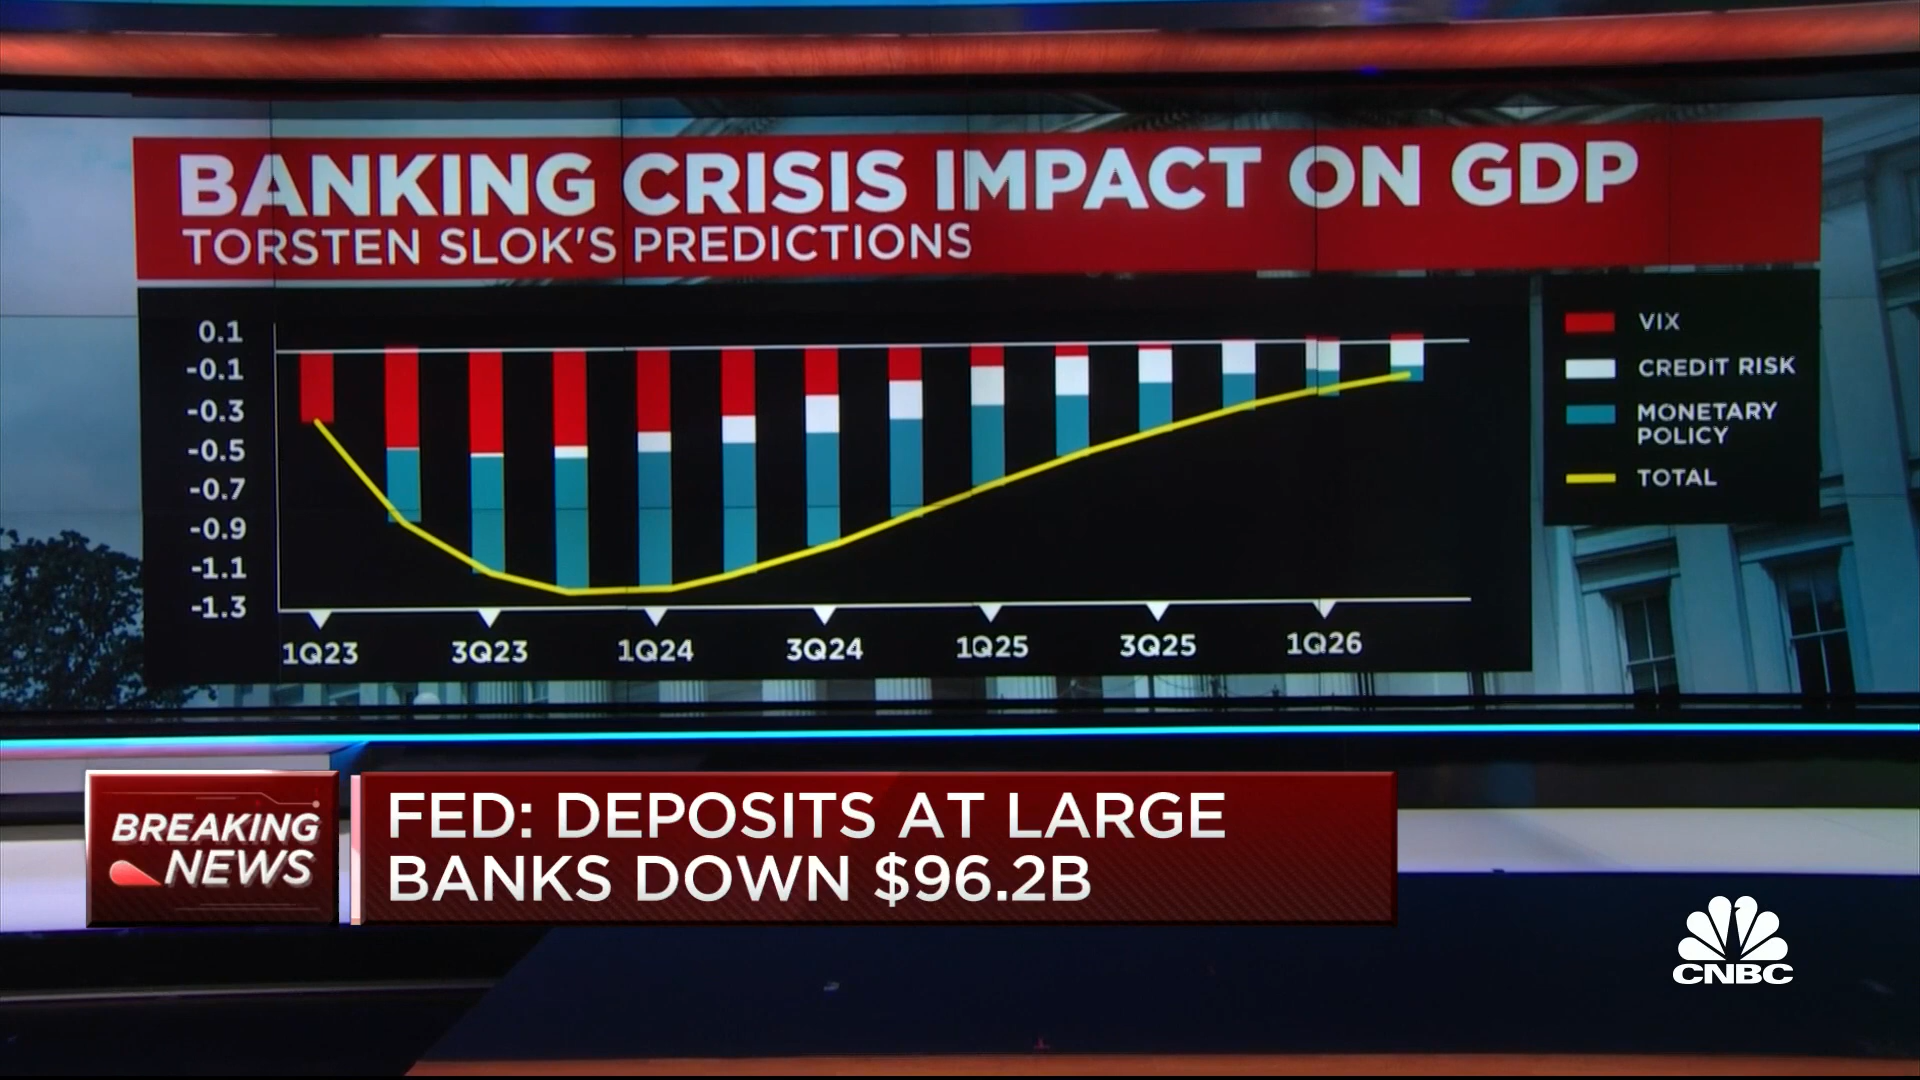 BANKING CRISIS IMPACT ON GDP
TORSTEN SLOK'S PREDICTIONS
0.1
-0.1
-0.3
-0.5
-0.7
-0.9
-1.1
-1.3
1Q23
3Q23
1Q24
3Q24
1Q25
3Q25
1Q26
VIX
CREDIT RISK
MONETARY
POLICY
TOTAL
BREAKING
NEWS
FED: DEPOSITS AT LARGE
BANKS DOWN $96.2B
CNBC